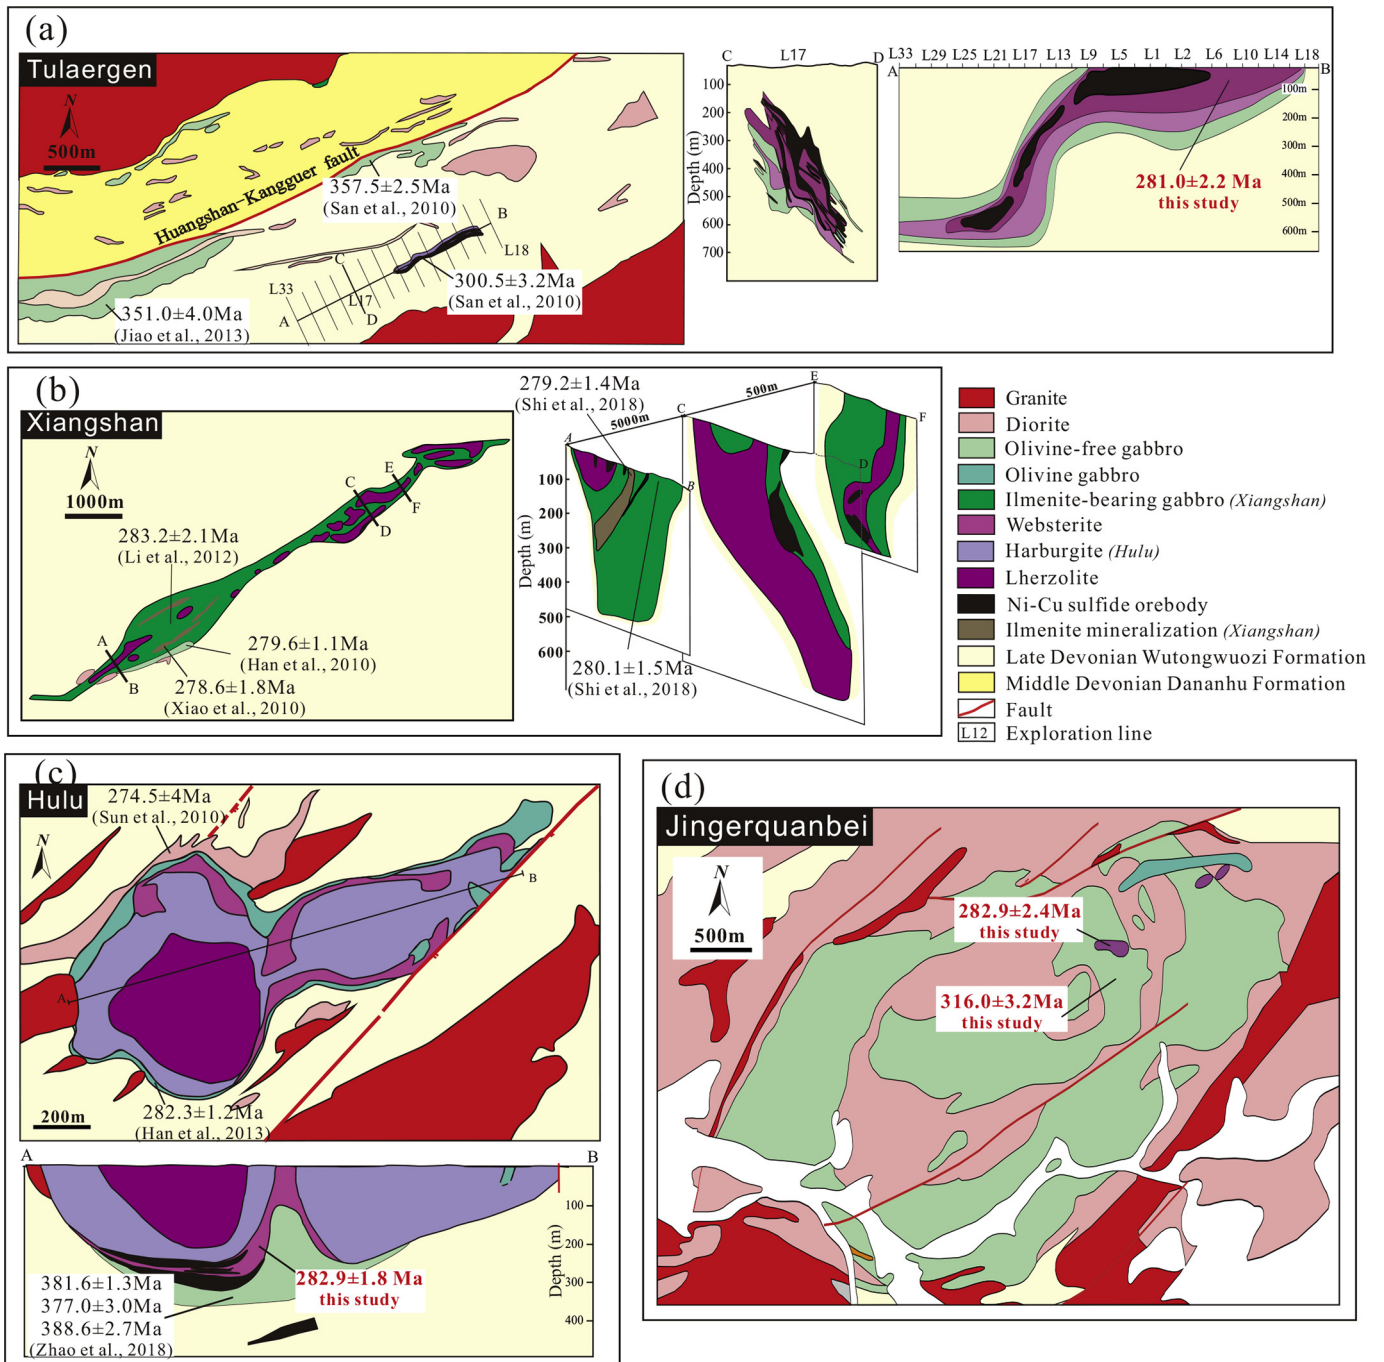 (a)
Tulaergen
N
500m
Huangshan-Kangguer fault
357.5±2.5Ma
(San et al., 2010)
B
L18
C
L33
L17
A
D
300.5±3.2Ma
(San et al., 2010)
351.0±4.0Ma
(Jiao et al., 2013)
C L17 D
Depth (m)
100
200
300
400
500
600
700
L33 L29 L25 L21 L17 L13 L9 L5 L1 L2 L6 L10 L14 L18
A B
100m
200m
300m
400m
500m
600m
281.0±2.2 Ma
this study
(b)
Xiangshan
N
1000m
283.2±2.1Ma
(Li et al., 2012)
A
B
C
D
E
F
279.6±1.1Ma
(Han et al., 2010)
278.6±1.8Ma
(Xiao et al., 2010)
279.2±1.4Ma
(Shi et al., 2018)
5000m
500m
A
B
C
D
E
F
Depth (m)
100
200
300
400
500
600
280.1±1.5Ma
(Shi et al., 2018)
Granite
Diorite
Olivine-free gabbro
Olivine gabbro
Ilmenite-bearing gabbro (Xiangshan)
Websterite
Harburgite (Hulu)
Lherzolite
Ni-Cu sulfide orebody
Ilmenite mineralization (Xiangshan)
Late Devonian Wutongwuozi Formation
Middle Devonian Dananhu Formation
Fault
L12 Exploration line
(c)
Hulu
N
274.5±4Ma
(Sun et al., 2010)
A
B
200m
282.3±1.2Ma
(Han et al., 2013)
A B
Depth (m)
100
200
300
400
381.6±1.3Ma
377.0±3.0Ma
388.6±2.7Ma
(Zhao et al., 2018)
282.9±1.8 Ma
this study
(d)
Jingerquanbei
N
500m
282.9±2.4Ma
this study
316.0±3.2Ma
this study